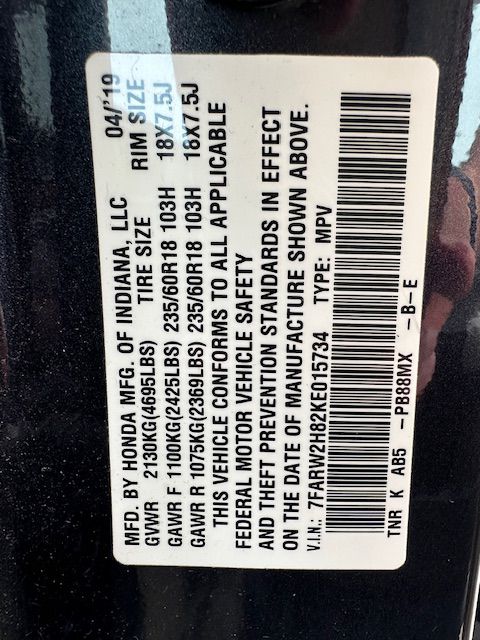 MFD. BY HONDA MFG. OF INDIANA, LLC 04/'19
GVWR 2130KG(4695LBS) TIRE SIZE RIM SIZE
GAWR F 1100KG(2425LBS) 235/60R18 103H 18X7.5J
GAWR R 1075KG(2369LBS) 235/60R18 103H 18X7.5J
THIS VEHICLE CONFORMS TO ALL APPLICABLE
FEDERAL MOTOR VEHICLE SAFETY
AND THEFT PREVENTION STANDARDS IN EFFECT
ON THE DATE OF MANUFACTURE SHOWN ABOVE.
V.I.N.: 7FARW2H82KE015734 TYPE: MPV
TNR K AB5 -PB88MX -B-E